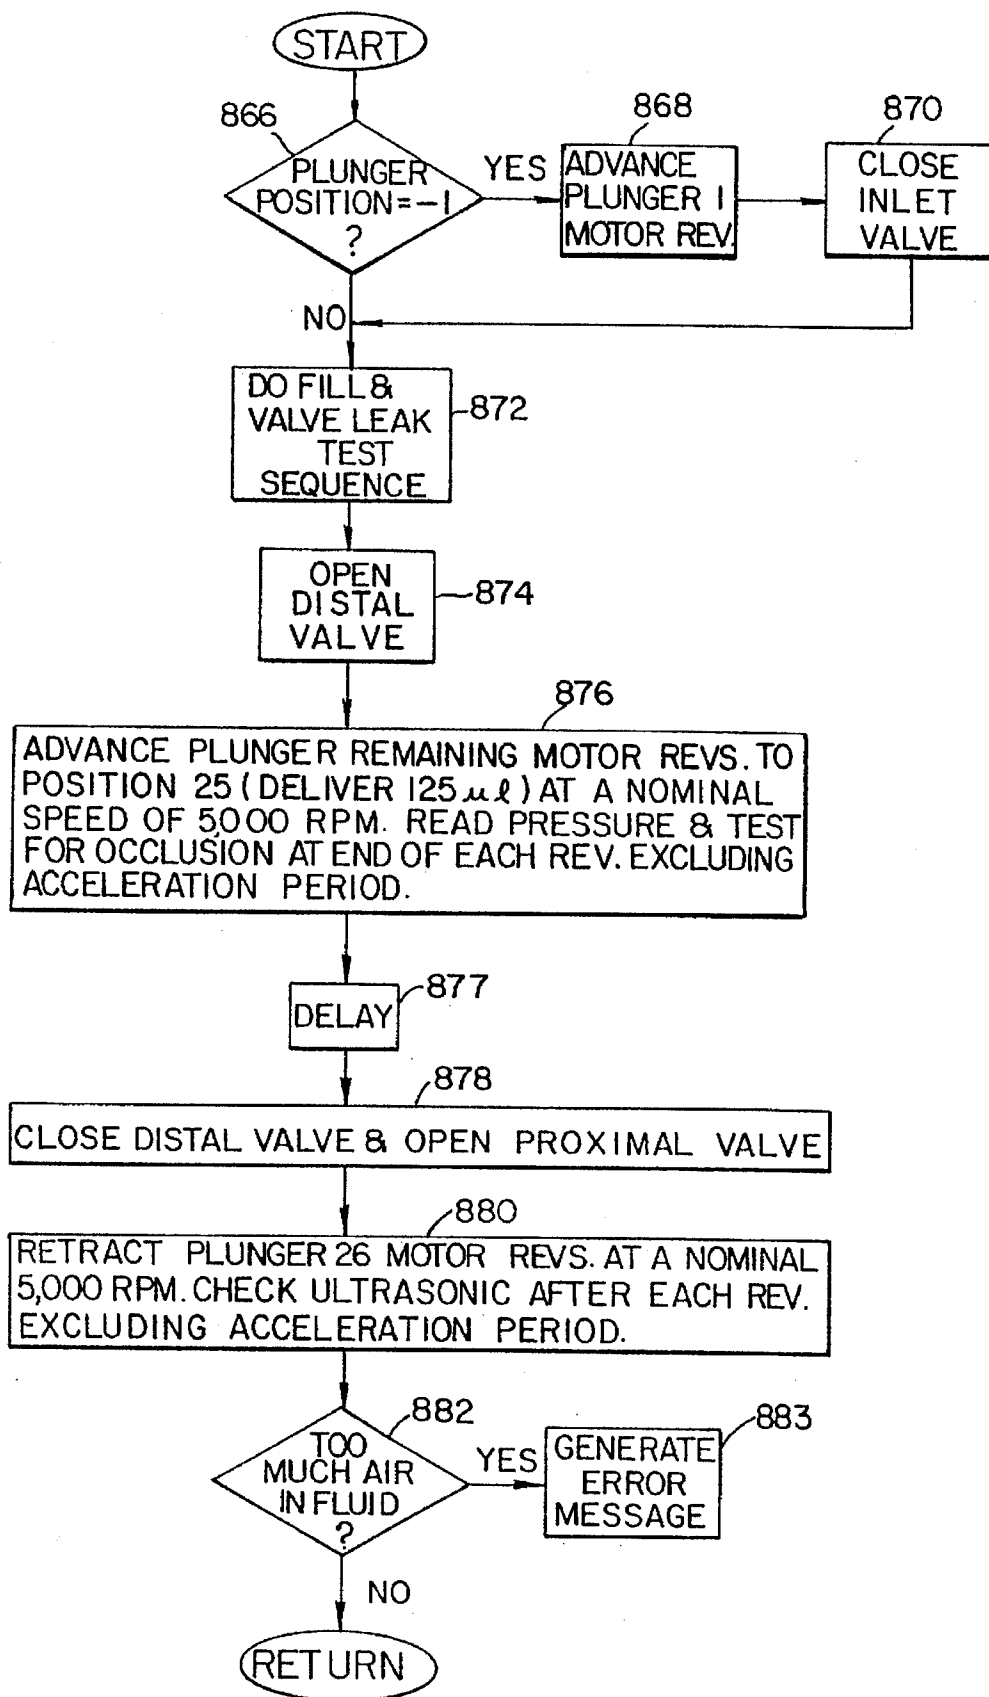 START
866
PLUNGER
POSITION=-1
?
YES
868
ADVANCE
PLUNGER 1
MOTOR REV.
870
CLOSE
INLET
VALVE
NO
DO FILL &
VALVE LEAK
TEST
SEQUENCE
872
OPEN
DISTAL
VALVE
874
876
ADVANCE PLUNGER REMAINING MOTOR REVS. TO
POSITION 25 (DELIVER 125 µℓ) AT A NOMINAL
SPEED OF 5,000 RPM. READ PRESSURE & TEST
FOR OCCLUSION AT END OF EACH REV. EXCLUDING
ACCELERATION PERIOD.
877
DELAY
878
CLOSE DISTAL VALVE & OPEN PROXIMAL VALVE
880
RETRACT PLUNGER 26 MOTOR REVS. AT A NOMINAL
5,000 RPM. CHECK ULTRASONIC AFTER EACH REV.
EXCLUDING ACCELERATION PERIOD.
882
TOO
MUCH AIR
IN FLUID
?
YES
883
GENERATE
ERROR
MESSAGE
NO
RETURN